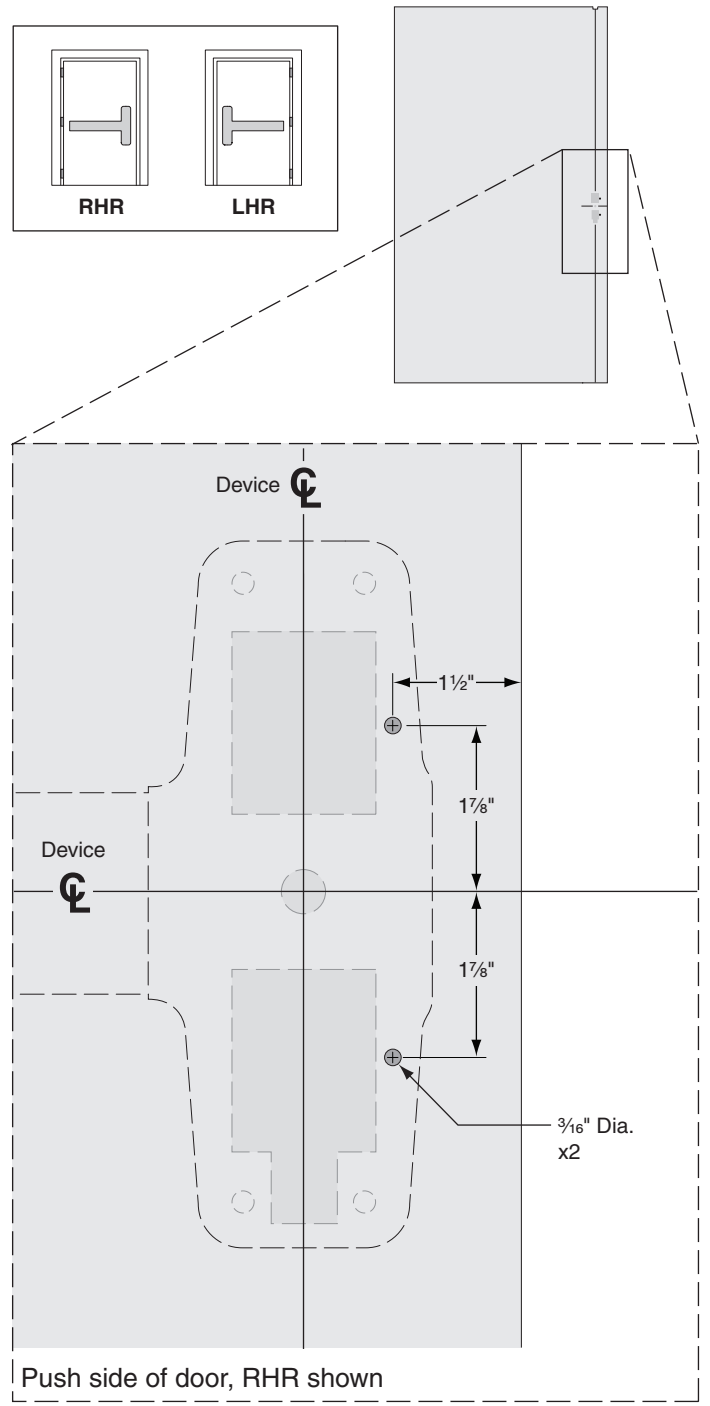 RHR LHR
Device ℄
1½"
1⅞"
Device
℄
1⅞"
3⁄16" Dia.
x2
Push side of door, RHR shown